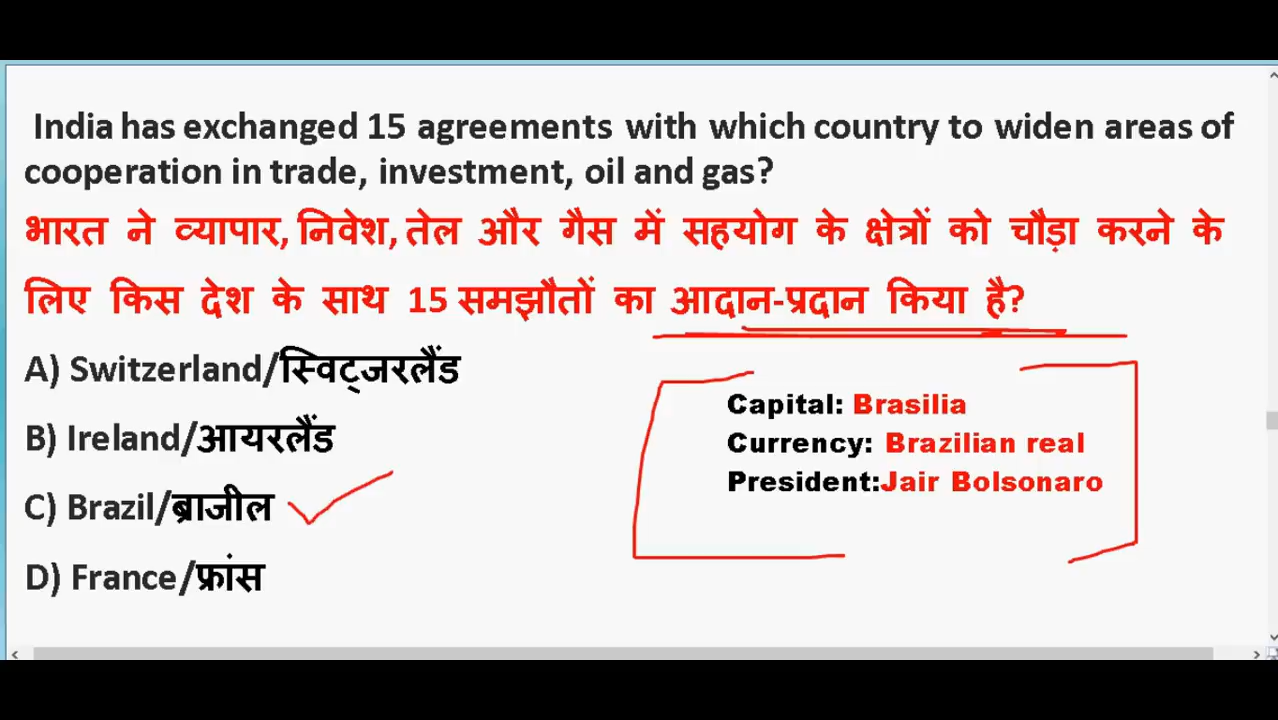 India has exchanged 15 agreements with which country to widen areas of
cooperation in trade, investment, oil and gas?
भारत ने व्यापार, निवेश, तेल और गैस में सहयोग के क्षेत्रों को चौड़ा करने के
लिए किस देश के साथ 15 समझौतों का आदान-प्रदान किया है?
A) Switzerland/स्विट्जरलैंड
B) Ireland/आयरलैंड
C) Brazil/ब्राजील
D) France/फ्रांस
Capital: Brasilia
Currency: Brazilian real
President:Jair Bolsonaro